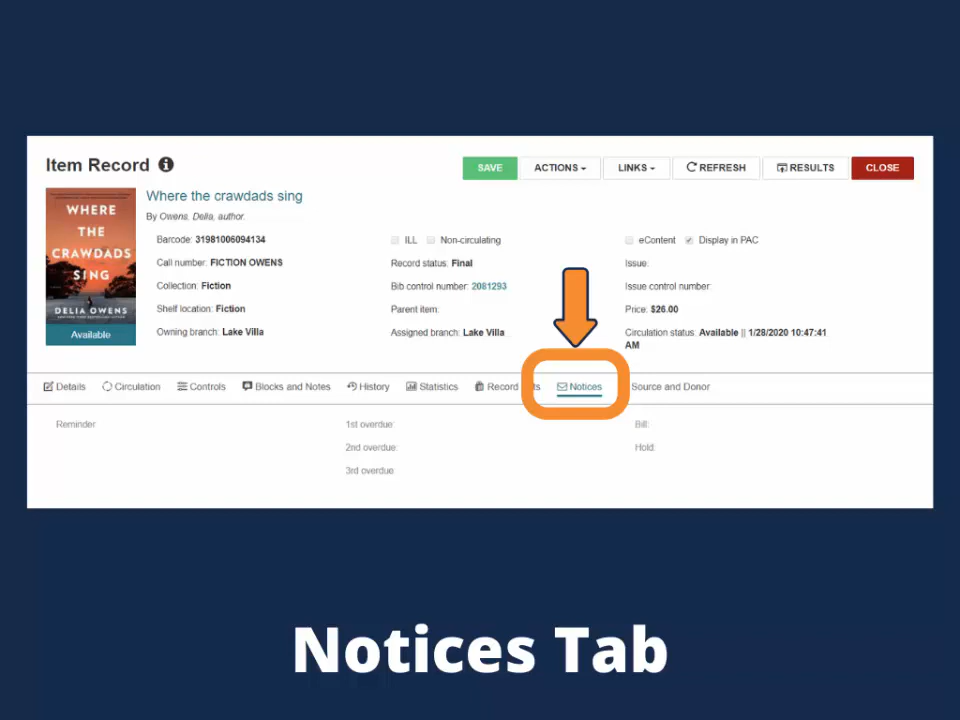 Item Record
SAVE
ACTIONS
LINKS
REFRESH
RESULTS
CLOSE
WHERE
THE
CRAWDADS
SING
DELIA OWENS
Available
Where the crawdads sing
By Owens, Delia, author.
Barcode: 31981006094134
Call number: FICTION OWENS
Collection: Fiction
Shelf location: Fiction
Owning branch: Lake Villa
ILL
Non-circulating
Record status: Final
Bib control number: 2081293
Parent item:
Assigned branch: Lake Villa
eContent
Display in PAC
Issue:
Issue control number:
Price: $26.00
Circulation status: Available || 1/28/2020 10:47:41
AM
Details
Circulation
Controls
Blocks and Notes
History
Statistics
Record
Notices
Source and Donor
Reminder
1st overdue:
2nd overdue:
3rd overdue
Bill:
Hold:
Notices Tab